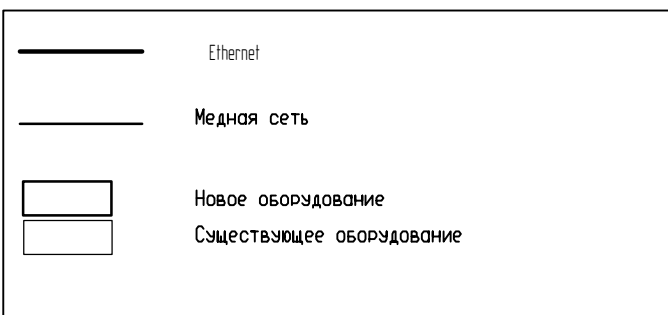 Ethernet
Медная сеть
Новое оборудование
Существующее оборудование